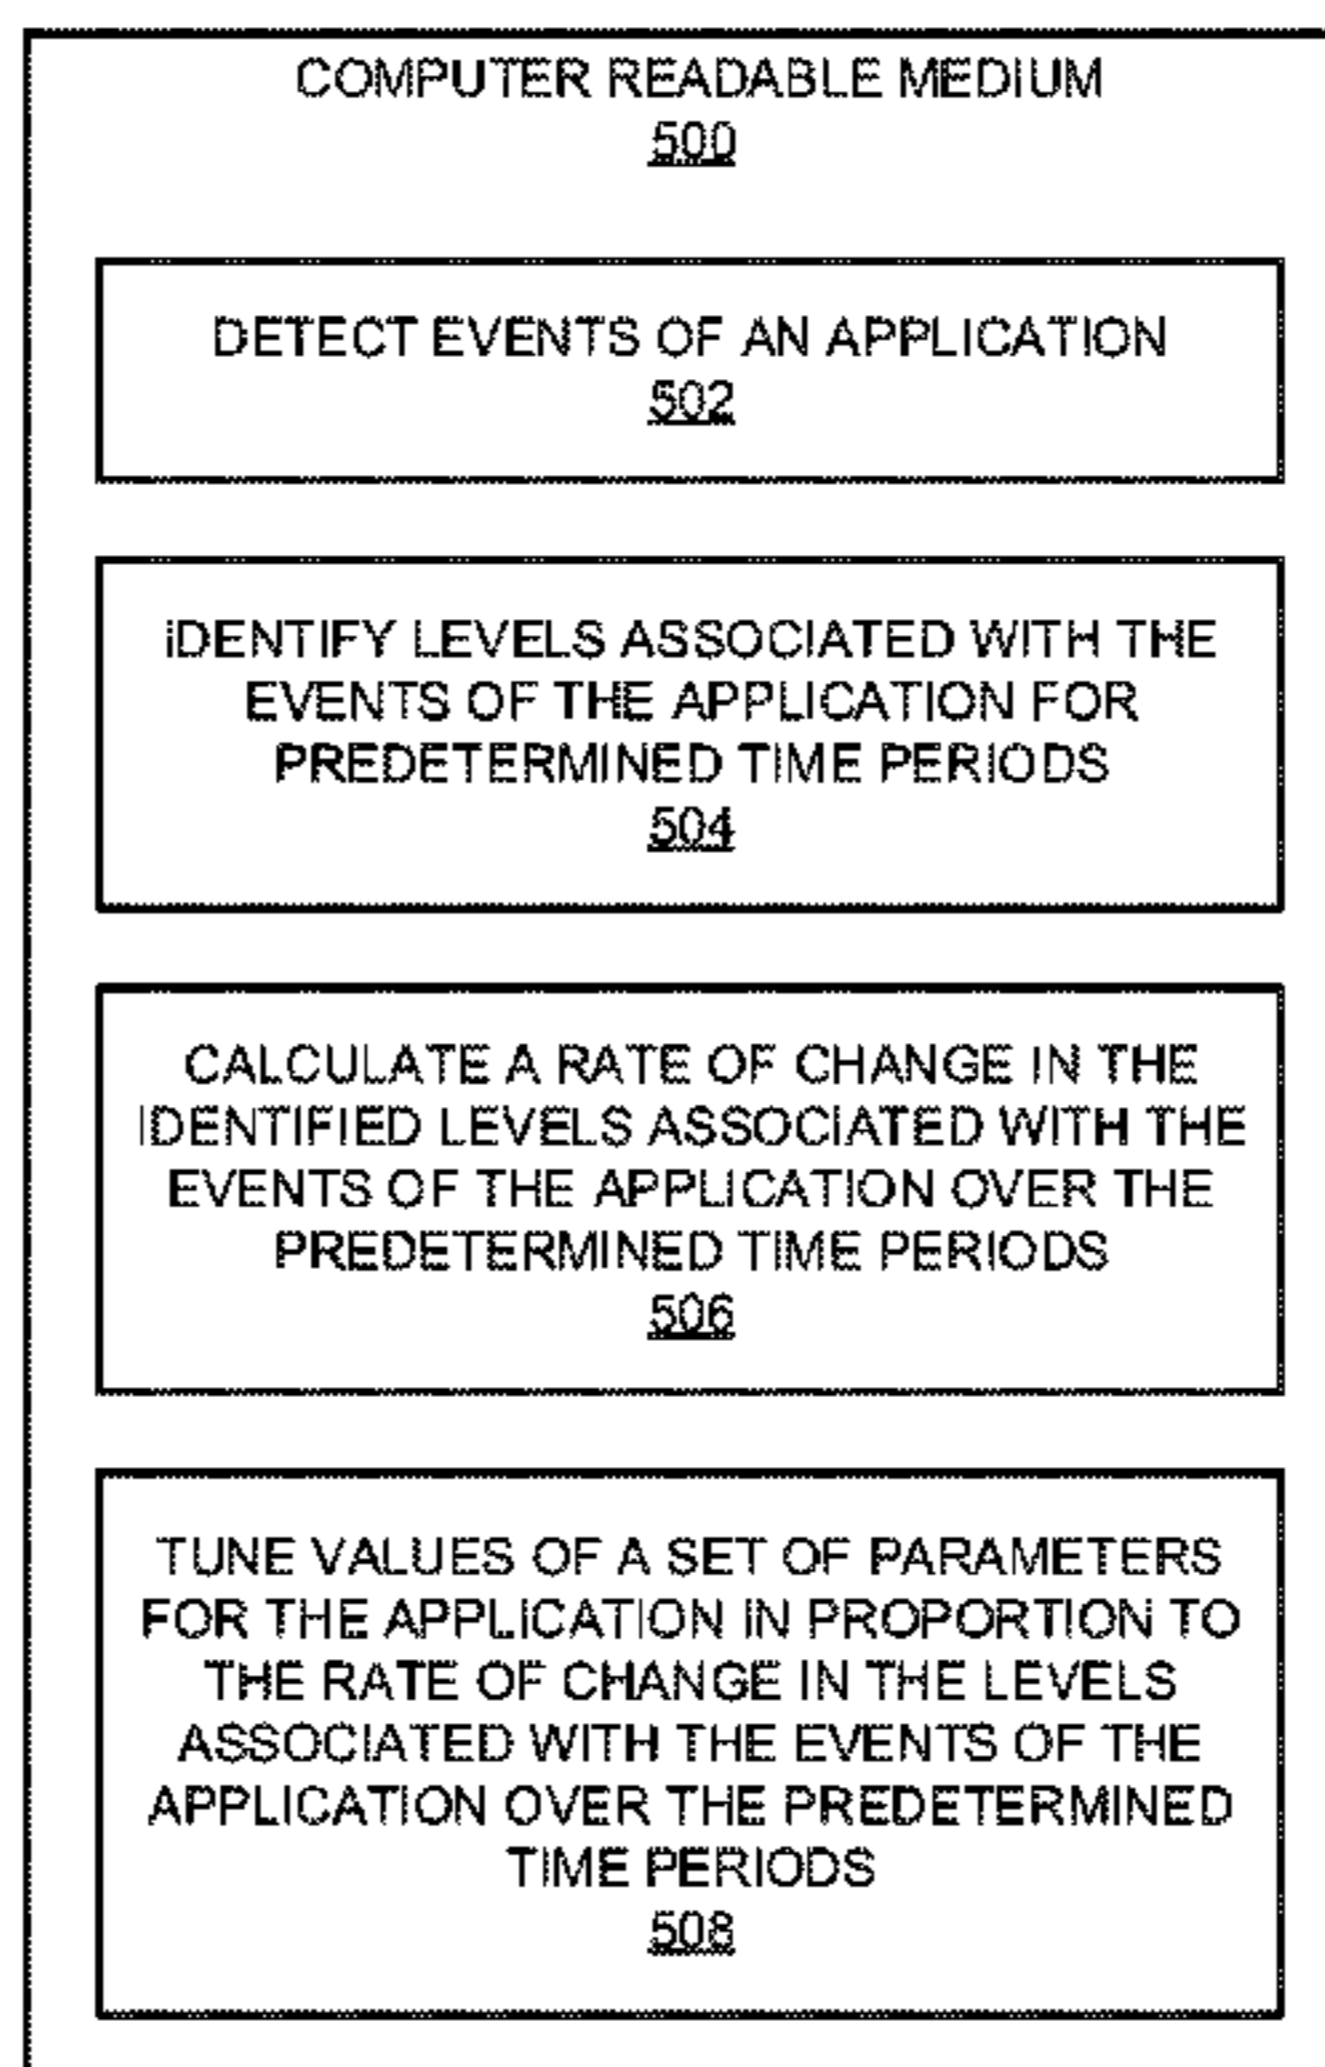 COMPUTER READABLE MEDIUM
500
DETECT EVENTS OF AN APPLICATION
502
iDENTIFY LEVELS ASSOCIATED WITH THE
EVENTS OF THE APPLICATION FOR
PREDETERMINED TIME PERIODS
504
CALCULATE A RATE OF CHANGE IN THE
IDENTIFIED LEVELS ASSOCIATED WITH THE
EVENTS OF THE APPLICATION OVER THE
PREDETERMINED TIME PERIODS
506
TUNE VALUES OF A SET OF PARAMETERS
FOR THE APPLICATION IN PROPORTION TO
THE RATE OF CHANGE IN THE LEVELS
ASSOCIATED WITH THE EVENTS OF THE
APPLICATION OVER THE PREDETERMINED
TIME PERIODS
508